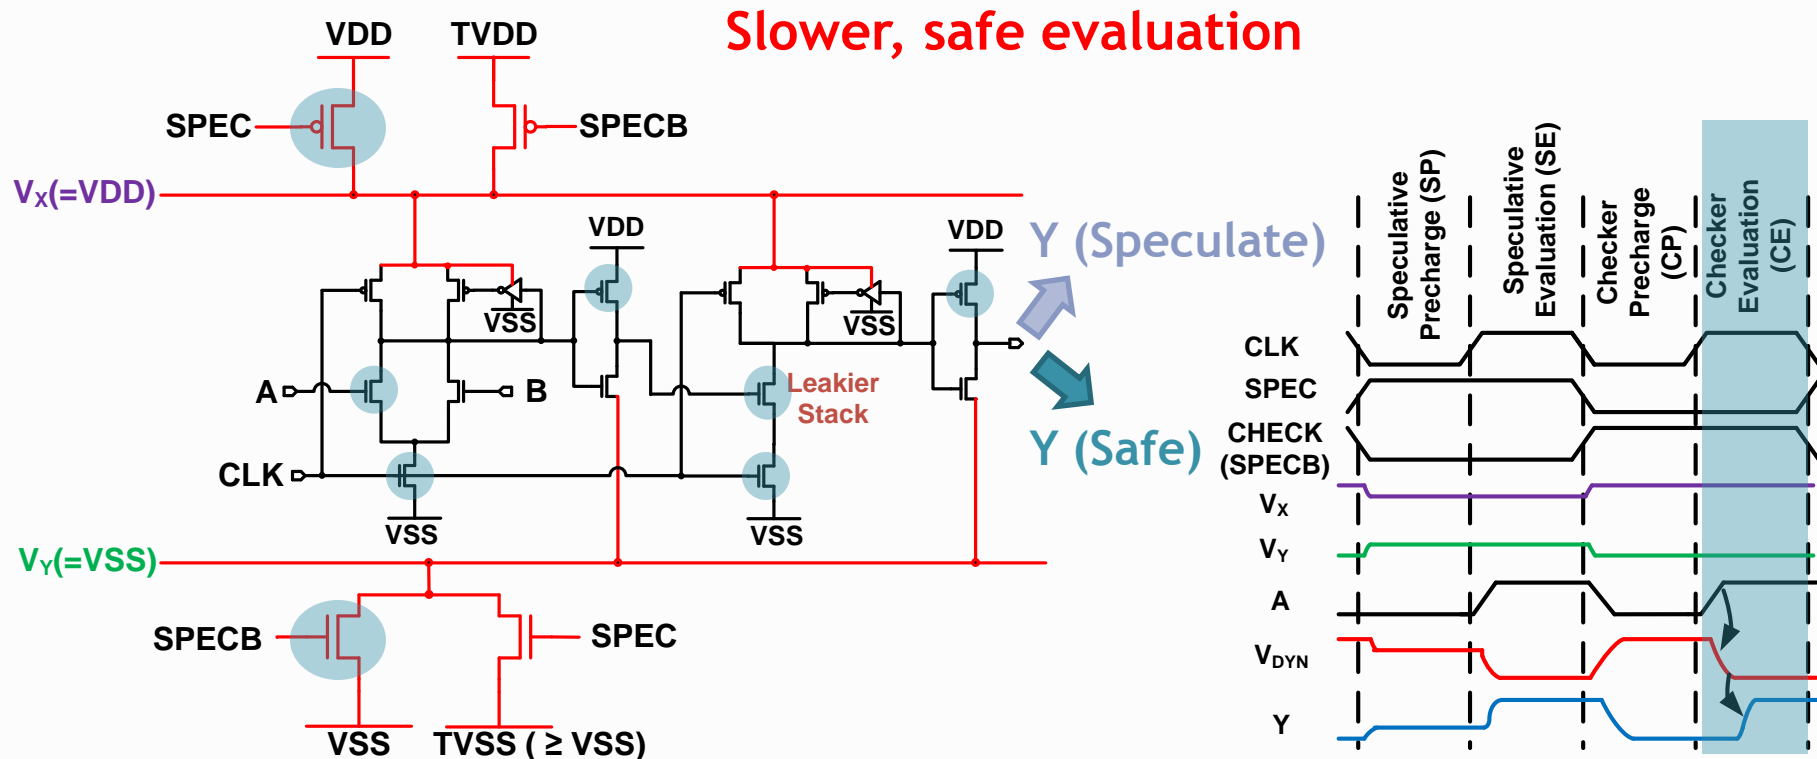 Slower, safe evaluation
VDD
TVDD
SPEC
SPECB
VX(=VDD)
VDD
VDD
VSS
VSS
A
B
Leakier
Stack
CLK
VSS
VSS
VY(=VSS)
SPECB
SPEC
VSS
TVSS ( ≥ VSS)
Y (Speculate)
Y (Safe)
Speculative
Precharge (SP)
Speculative
Evaluation (SE)
Checker
Precharge
(CP)
Checker
Evaluation
(CE)
CLK
SPEC
CHECK
(SPECB)
VX
VY
A
VDYN
Y